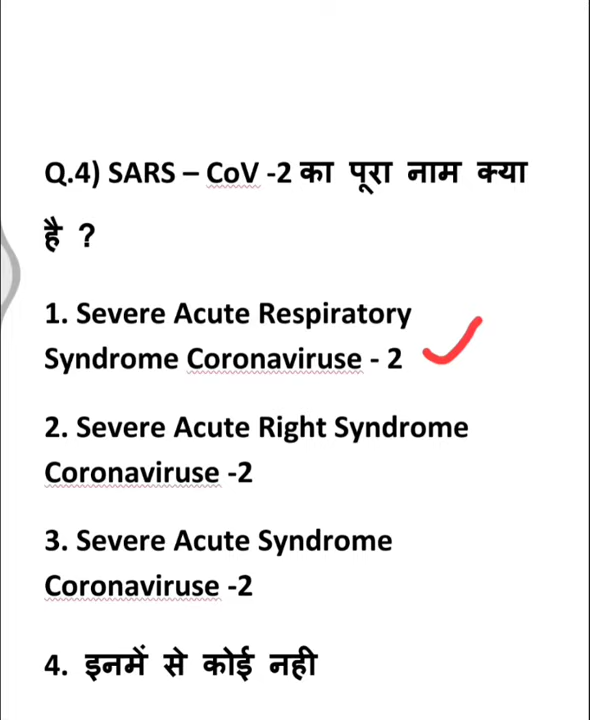 Q.4) SARS – CoV -2 का पूरा नाम क्या
है ?
1. Severe Acute Respiratory
Syndrome Coronaviruse - 2
2. Severe Acute Right Syndrome
Coronaviruse -2
3. Severe Acute Syndrome
Coronaviruse -2
4. इनमें से कोई नही